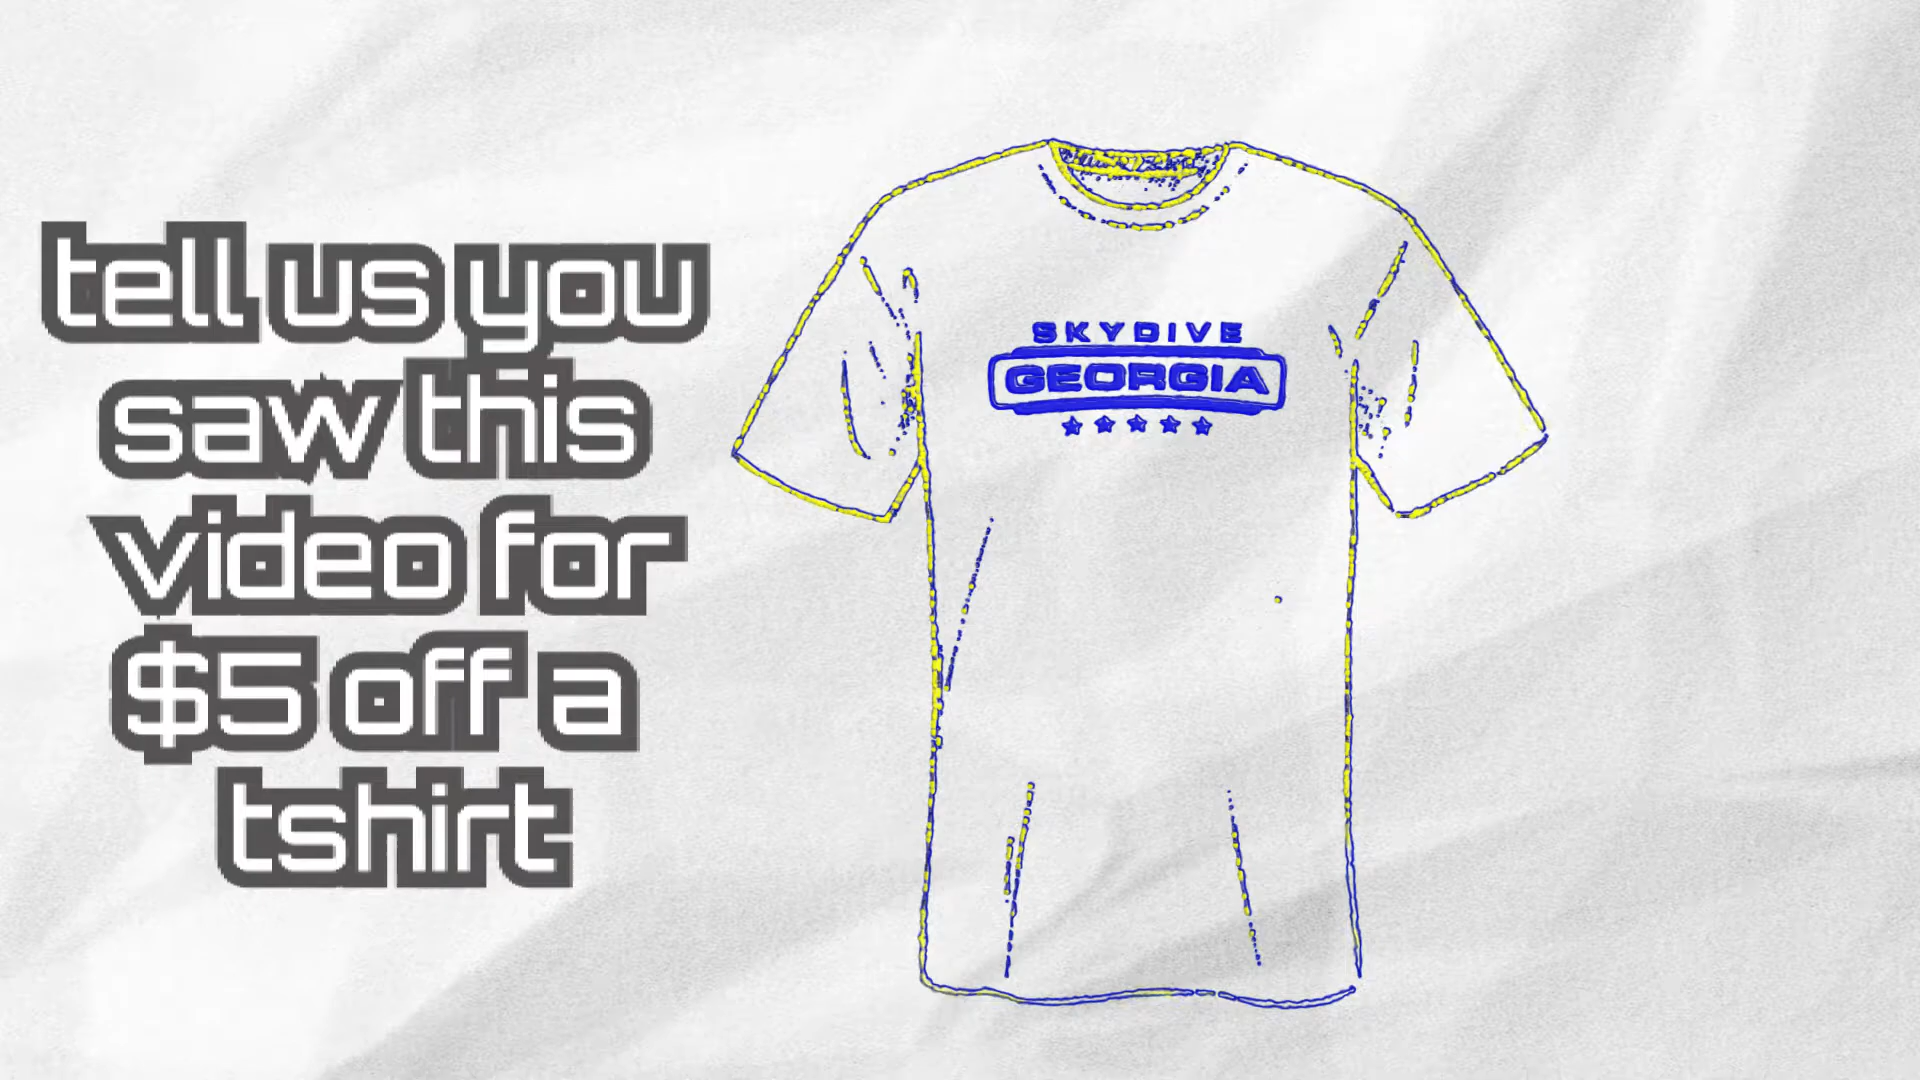 tell us you
saw this
video for
$5 off a
tshirt
SKYDIVE
GEORGIA